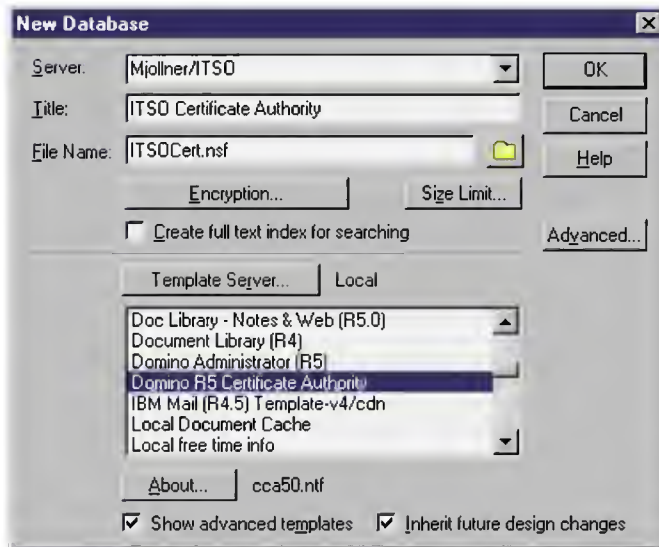 New Database
Server: Mjollner/ITSO OK
Title: ITSO Certificate Authority Cancel
File Name: ITSOCert.nsf Help
Encryption... Size Limit...
Create full text index for searching Advanced...
Template Server... Local
Doc Library - Notes & Web (R5.0)
Document Library (R4)
Domino Administrator (R5)
Domino R5 Certificate Authority
IBM Mail (R4.5) Template-v4/cdn
Local Document Cache
Local free time info
About... cca50.ntf
Show advanced templates Inherit future design changes